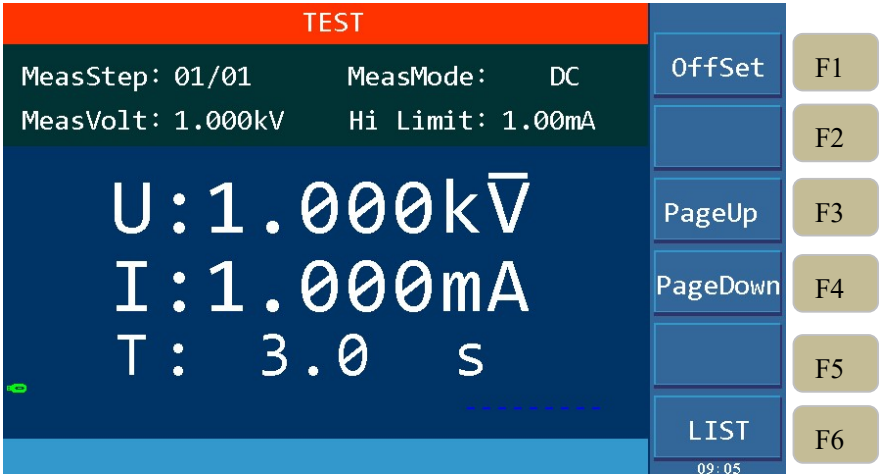 TEST
MeasStep: 01/01 MeasMode: DC
MeasVolt: 1.000kV Hi Limit: 1.00mA
U:1.000kV̅
I:1.000mA
T: 3.0 s
OffSet F1
F2
PageUp F3
PageDown F4
F5
LIST F6
09:05